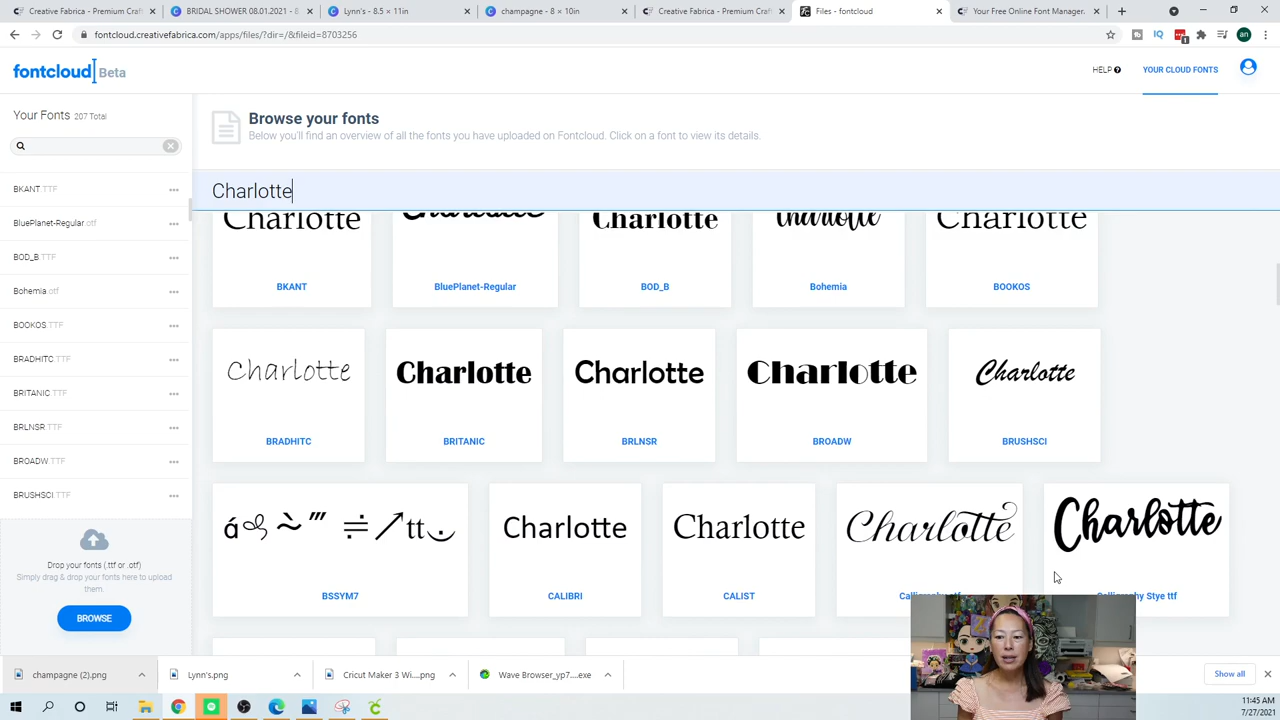 Creative Fabrica - Premium Craf
BRIDAL SHOWER 08.01.2021 - 8
Lynn's - 8.5 × 11in
champagne - 8 × 10in
Creative Fabrica - Premium Craf
Files - fontcloud
Your Free Online Font Manager.
fontcloud.creativefabrica.com/apps/files/?dir=/&fileid=8703256
IQ
1
an
fontcloud Beta
HELP
YOUR CLOUD FONTS
Your Fonts 207 Total
Browse your fonts
Below you'll find an overview of all the fonts you have uploaded on Fontcloud. Click on a font to view its details.
Charlotte
BKANT.TTF
BluePlanet-Regular.otf
BOD_B.TTF
Bohemia.otf
BOOKOS.TTF
BRADHITC.TTF
BRITANIC.TTF
BRLNSR.TTF
BROADW.TTF
BRUSHSCI.TTF
Drop your fonts (.ttf or .otf)
Simply drag & drop your fonts here to upload
them.
BROWSE
Charlotte Charlotte Charlotte Charlotte Charlotte
BKANT BluePlanet-Regular BOD_B Bohemia BOOKOS
Charlotte Charlotte Charlotte Charlotte Charlotte
BRADHITC BRITANIC BRLNSR BROADW BRUSHSCI
Charlotte Charlotte Charlotte Charlotte
BSSYM7 CALIBRI CALIST Calligraphy Stye ttf
champagne (2).png
Lynn's.png
Cricut Maker 3 Wi....png
Wave Browser_yp7....exe
Show all
11:45 AM
7/27/2021